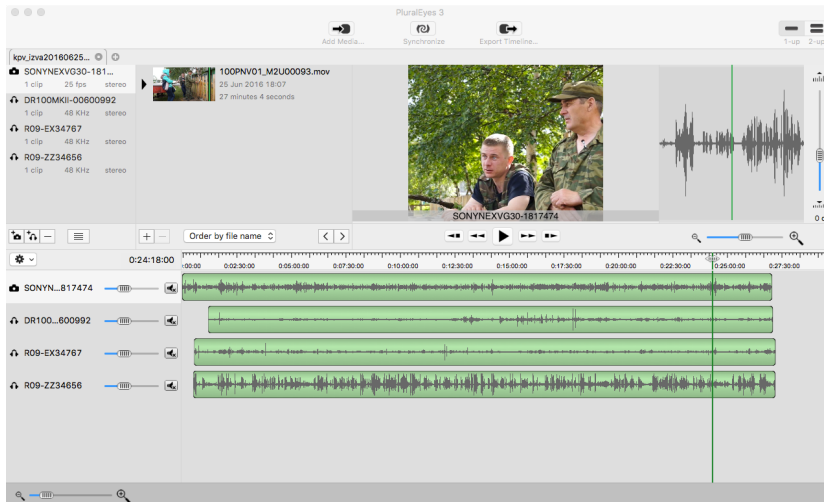 PluralEyes 3
Add Media...
Synchronize
Export Timeline...
1-up 2-up
kpv_izva20160625...
SONYNEXVG30-181...
1 clip 25 fps stereo
DR100MKII-00600992
1 clip 48 KHz stereo
R09-EX34767
1 clip 48 KHz stereo
R09-ZZ34656
1 clip 48 KHz stereo
100PNV01_M2U00093.mov
25 Jun 2016 18:07
27 minutes 4 seconds
SONYNEXVG30-1817474
0 d
Order by file name
0:24:18:00
:00:00 0:02:30:00 0:05:00:00 0:07:30:00 0:10:00:00 0:12:30:00 0:15:00:00 0:17:30:00 0:20:00:00 0:22:30:00 0:25:00:00 0:27:30:00
SONYN...817474
DR100...600992
R09-EX34767
R09-ZZ34656